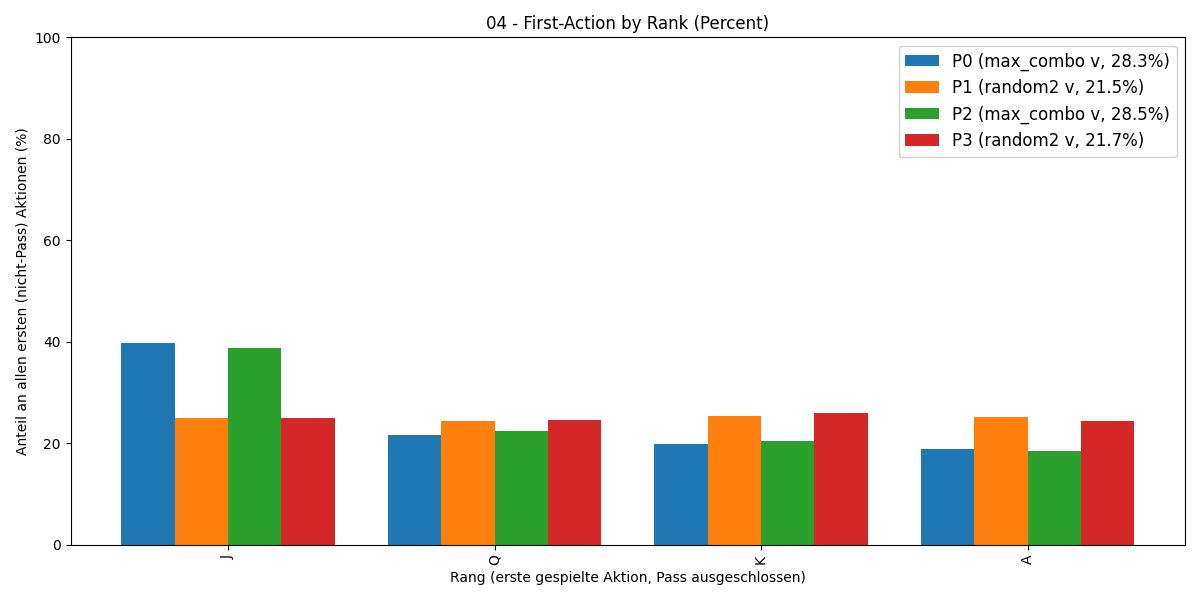 04 - First-Action by Rank (Percent)
Anteil an allen ersten (nicht-Pass) Aktionen (%)
100
80
60
40
20
0
P0 (max_combo v, 28.3%)
P1 (random2 v, 21.5%)
P2 (max_combo v, 28.5%)
P3 (random2 v, 21.7%)
J
Q
K
A
Rang (erste gespielte Aktion, Pass ausgeschlossen)